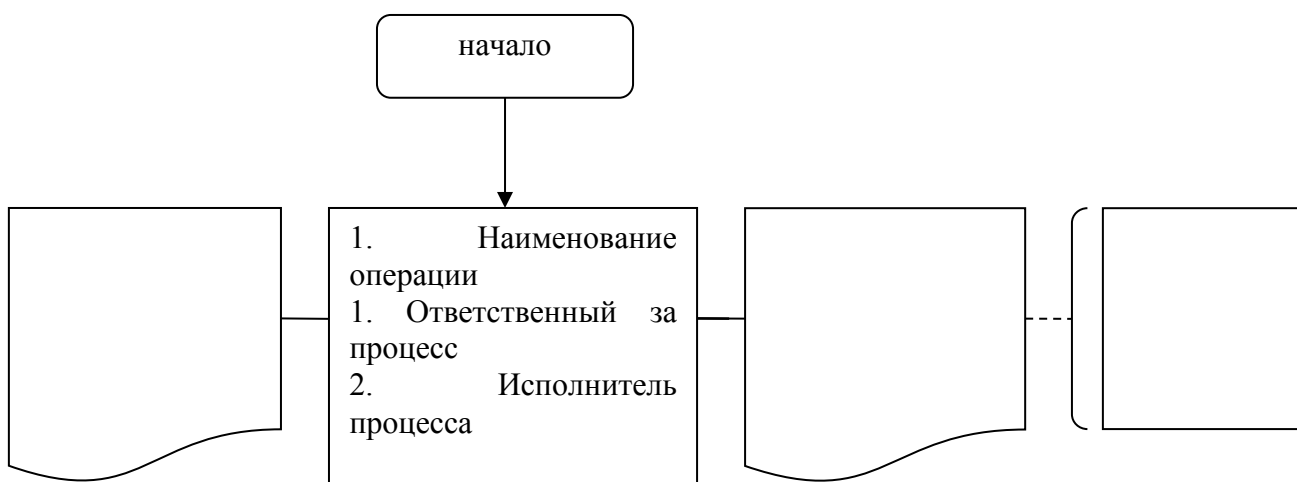 начало
1. Наименование
операции
1. Ответственный за
процесс
2. Исполнитель
процесса